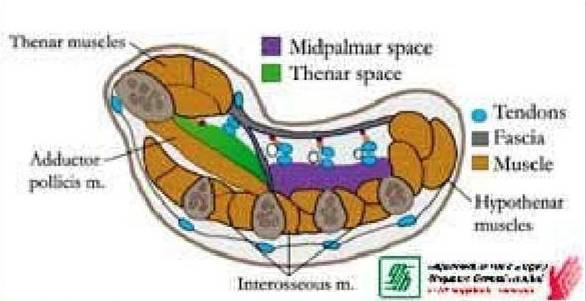 Thenar muscles
Midpalmar space
Thenar space
Tendons
Fascia
Muscle
Adductor
pollicis m.
Hypothenar
muscles
Interosseous m.